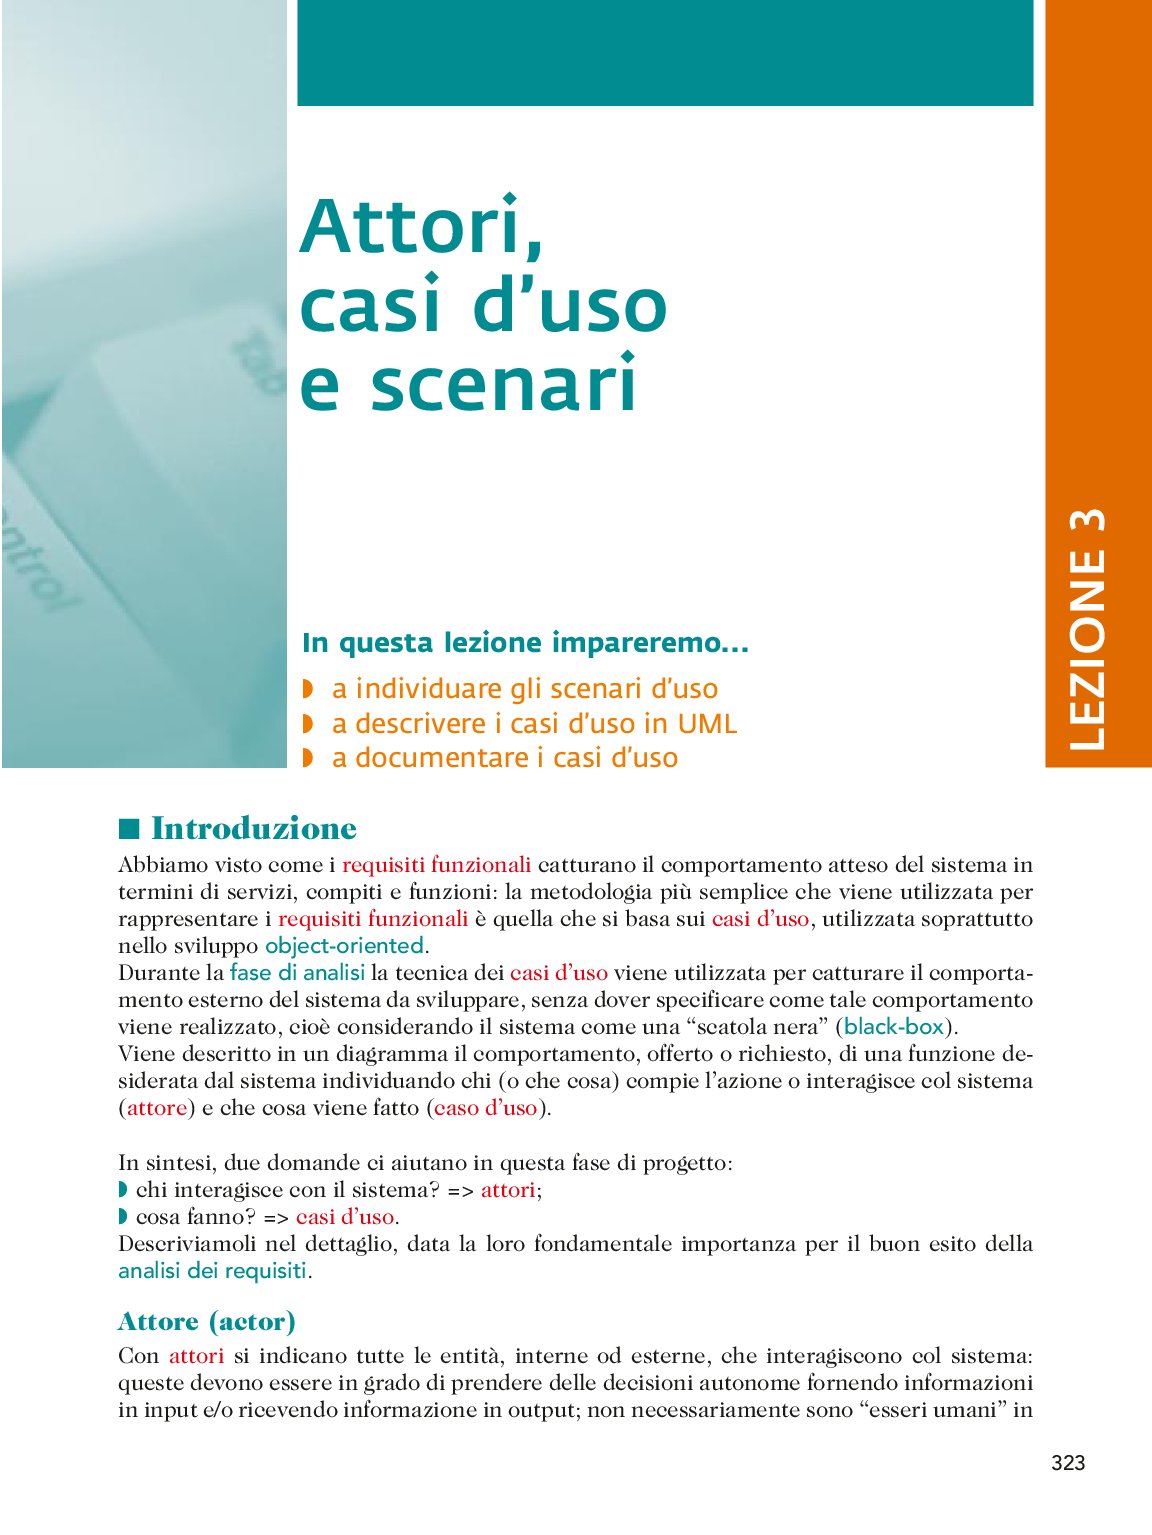 Attori,
casi d'uso
e scenari
LEZIONE 3
Tab
ntrol
In questa lezione impareremo...
◗ a individuare gli scenari d'uso
◗ a descrivere i casi d'uso in UML
◗ a documentare i casi d'uso
■ Introduzione
Abbiamo visto come i requisiti funzionali catturano il comportamento atteso del sistema in
termini di servizi, compiti e funzioni: la metodologia più semplice che viene utilizzata per
rappresentare i requisiti funzionali è quella che si basa sui casi d'uso, utilizzata soprattutto
nello sviluppo object-oriented.
Durante la fase di analisi la tecnica dei casi d'uso viene utilizzata per catturare il comporta-
mento esterno del sistema da sviluppare, senza dover specificare come tale comportamento
viene realizzato, cioè considerando il sistema come una "scatola nera" (black-box).
Viene descritto in un diagramma il comportamento, offerto o richiesto, di una funzione de-
siderata dal sistema individuando chi (o che cosa) compie l'azione o interagisce col sistema
(attore) e che cosa viene fatto (caso d'uso).
In sintesi, due domande ci aiutano in questa fase di progetto:
◗ chi interagisce con il sistema? => attori;
◗ cosa fanno? => casi d'uso.
Descriviamoli nel dettaglio, data la loro fondamentale importanza per il buon esito della
analisi dei requisiti.
Attore (actor)
Con attori si indicano tutte le entità, interne od esterne, che interagiscono col sistema:
queste devono essere in grado di prendere delle decisioni autonome fornendo informazioni
in input e/o ricevendo informazione in output; non necessariamente sono "esseri umani" in
323